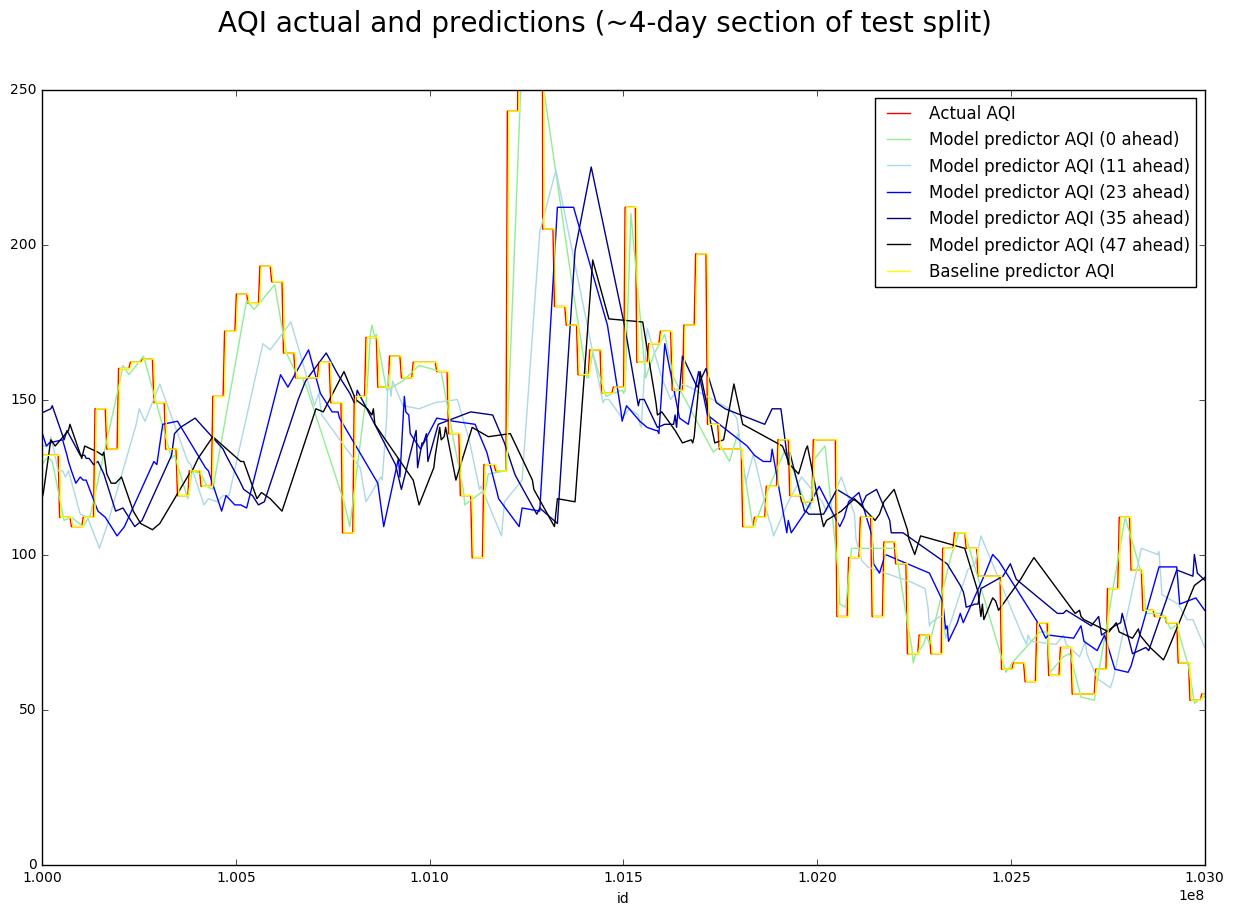 AQI actual and predictions (~4-day section of test split)
250
200
150
100
50
0
Actual AQI
Model predictor AQI (0 ahead)
Model predictor AQI (11 ahead)
Model predictor AQI (23 ahead)
Model predictor AQI (35 ahead)
Model predictor AQI (47 ahead)
Baseline predictor AQI
1.000 1.005 1.010 1.015 1.020 1.025 1.030
id
1e8